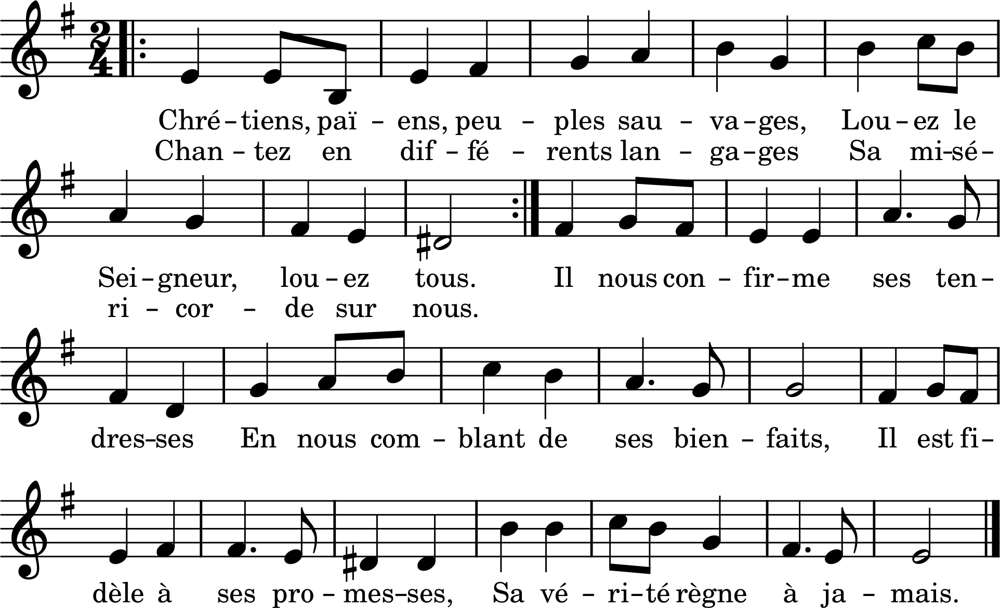 2
4
Chré – tiens, paï – ens, peu – ples sau – va – ges, Lou – ez le
Chan – tez en dif – fé – rents lan – ga – ges Sa mi – sé –
Sei – gneur, lou – ez tous. Il nous con – fir – me ses ten –
ri – cor – de sur nous.
dres – ses En nous com – blant de ses bien – faits, Il est fi –
dèle à ses pro – mes – ses, Sa vé – ri – té règne à ja – mais.